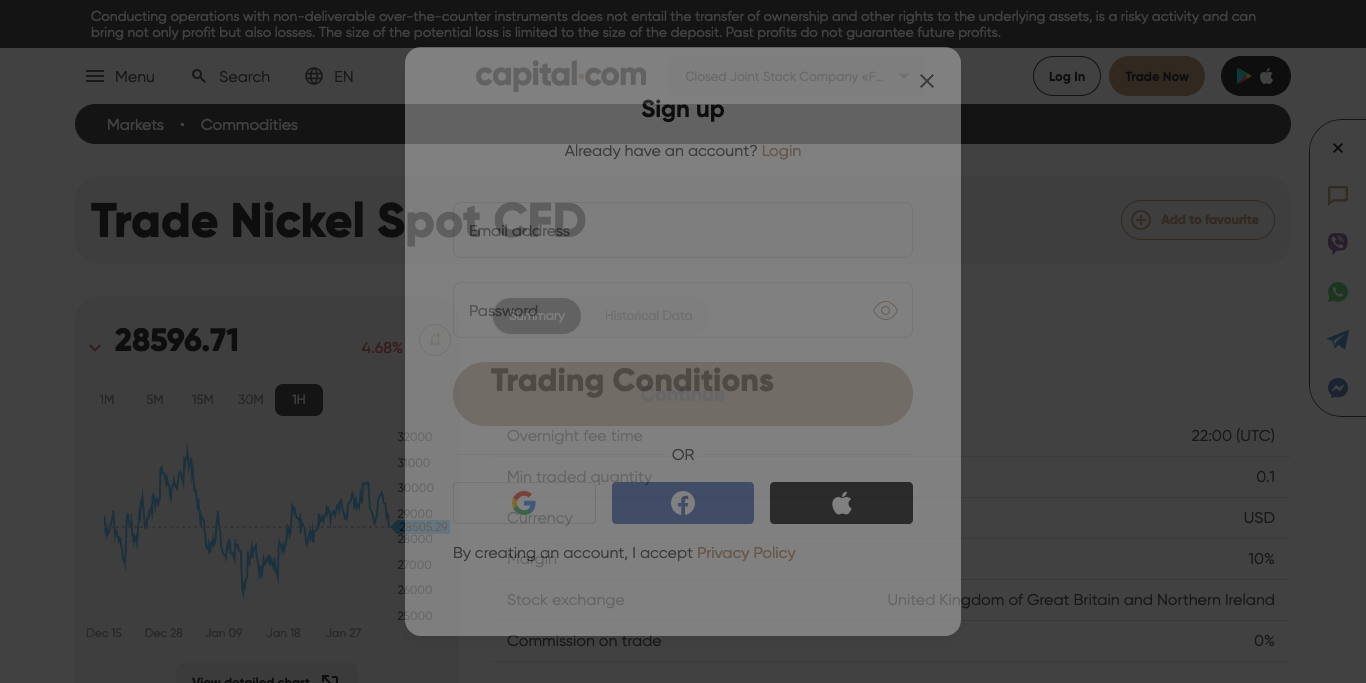 Conducting operations with non-deliverable over-the-counter instruments does not entail the transfer of ownership and other rights to the underlying assets, is a risky activity and can
bring not only profit but also losses. The size of the potential loss is limited to the size of the deposit. Past profits do not guarantee future profits.
Menu
Search
EN
capital.com
Closed Joint Stock Company «F...
Log In
Trade Now
Markets • Commodities
Sign up
Already have an account? Login
Trade Nickel Spot CFD
Add to favourite
Email address
Password
Summary
Historical Data
28596.71
4.68%
1M 5M 15M 30M 1H
Trading Conditions
Continue
Overnight fee time 22:00 (UTC)
OR
Min traded quantity 0.1
Currency USD
By creating an account, I accept Privacy Policy
Margin 10%
Stock exchange United Kingdom of Great Britain and Northern Ireland
Commission on trade 0%
32000
31000
30000
29000
28505.29
28000
27000
26000
25000
Dec 15 Dec 28 Jan 09 Jan 18 Jan 27
View detailed chart